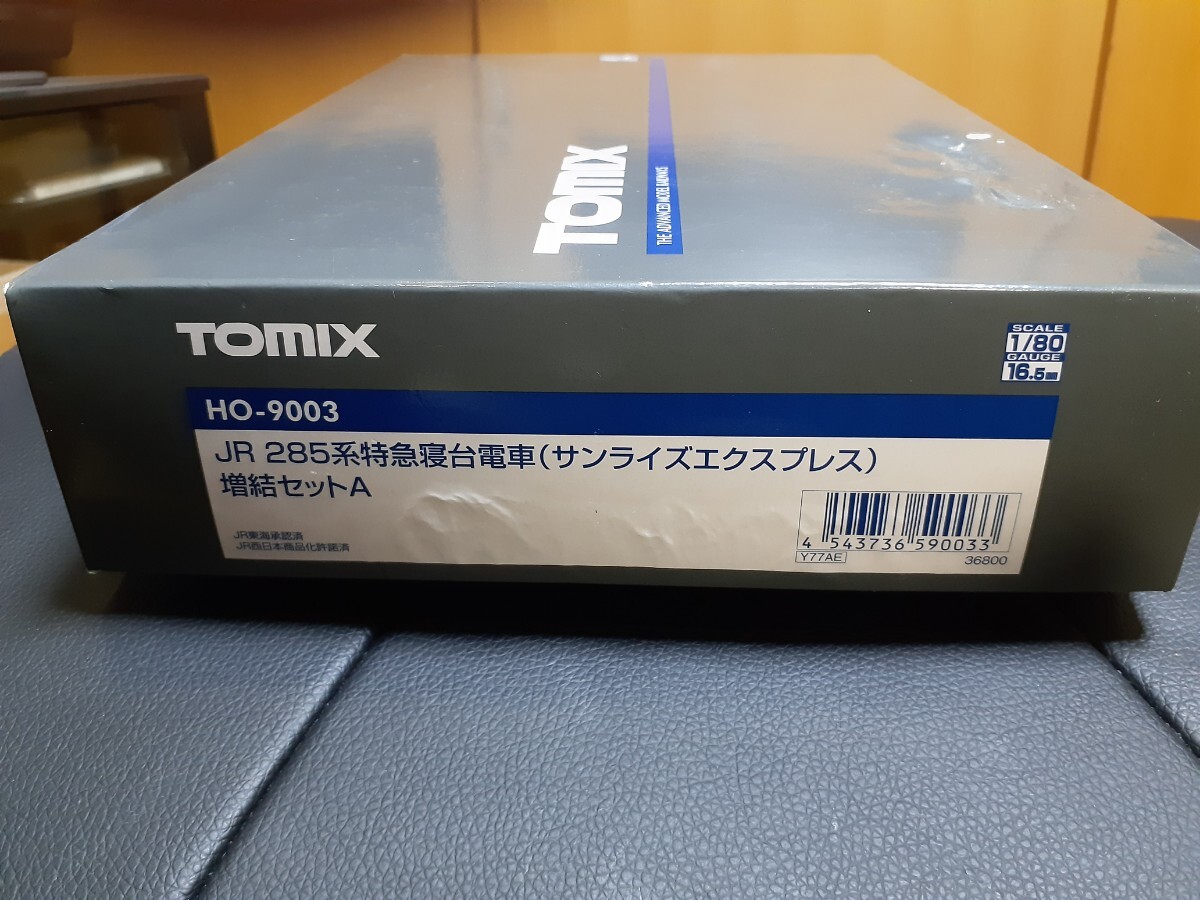 TOMIX
THE ADVANCED MODEL RAILWAYS
TOMIX
SCALE
1/80
GAUGE
16.5mm
HO-9003
JR 285系特急寝台電車(サンライズエクスプレス)
増結セットA
JR東海承認済
JR西日本商品化許諾済
4 543736 590033
Y77AE
36800